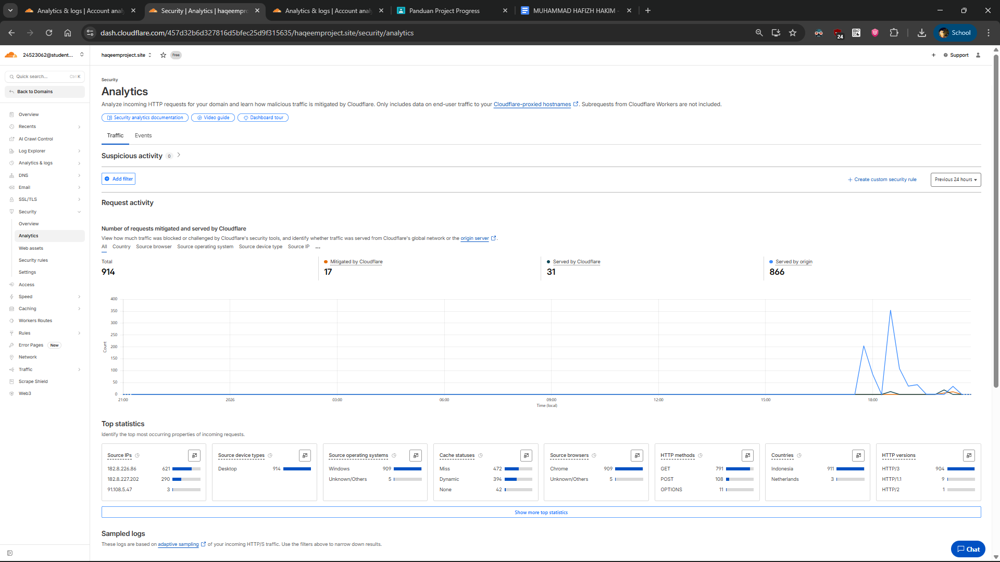 Analytics & logs | Account anal
Security | Analytics | haqeempro
Analytics & logs | Account anal
Panduan Project Progress
MUHAMMAD HAFIZH HAKIM -
dash.cloudflare.com/457d32b6d327816d5bfec25d9f315635/haqeemproject.site/security/analytics
24
School
24523062@student...
haqeemproject.site
Free
Support
Quick search...
Ctrl K
Back to Domains
Overview
Recents
AI Crawl Control
Log Explorer
Analytics & logs
DNS
Email
SSL/TLS
Security
Overview
Analytics
Web assets
Security rules
Settings
Access
Speed
Caching
Workers Routes
Rules
Error Pages New
Network
Traffic
Scrape Shield
Web3
Security
Analytics
Analyze incoming HTTP requests for your domain and learn how malicious traffic is mitigated by Cloudflare. Only includes data on end-user traffic to your Cloudflare-proxied hostnames. Subrequests from Cloudflare Workers are not included.
Security analytics documentation
Video guide
Dashboard tour
Traffic
Events
Suspicious activity 0
Add filter
Create custom security rule
Previous 24 hours
Request activity
Number of requests mitigated and served by Cloudflare
View how much traffic was blocked or challenged by Cloudflare's security tools, and identify whether traffic was served from Cloudflare's global network or the origin server.
All Country Source browser Source operating system Source device type Source IP ...
Total
914
Mitigated by Cloudflare
17
Served by Cloudflare
31
Served by origin
866
400
350
300
250
200
150
100
50
0
Count
21:00 2026 03:00 06:00 09:00 12:00 15:00 18:00
Time (local)
Top statistics
Identify the top most occurring properties of incoming requests.
Source IPs
182.8.226.86 621
182.8.227.202 290
91.108.5.47 3
Source device types
Desktop 914
Source operating systems
Windows 909
Unknown/Others 5
Cache statuses
Miss 472
Dynamic 394
None 42
Source browsers
Chrome 909
Unknown/Others 5
HTTP methods
GET 791
POST 108
OPTIONS 11
Countries
Indonesia 911
Netherlands 3
HTTP versions
HTTP/3 904
HTTP/1.1 9
HTTP/2 1
Show more top statistics
Sampled logs
These logs are based on adaptive sampling of your incoming HTTP/S traffic. Use the filters above to narrow down results.
Chat